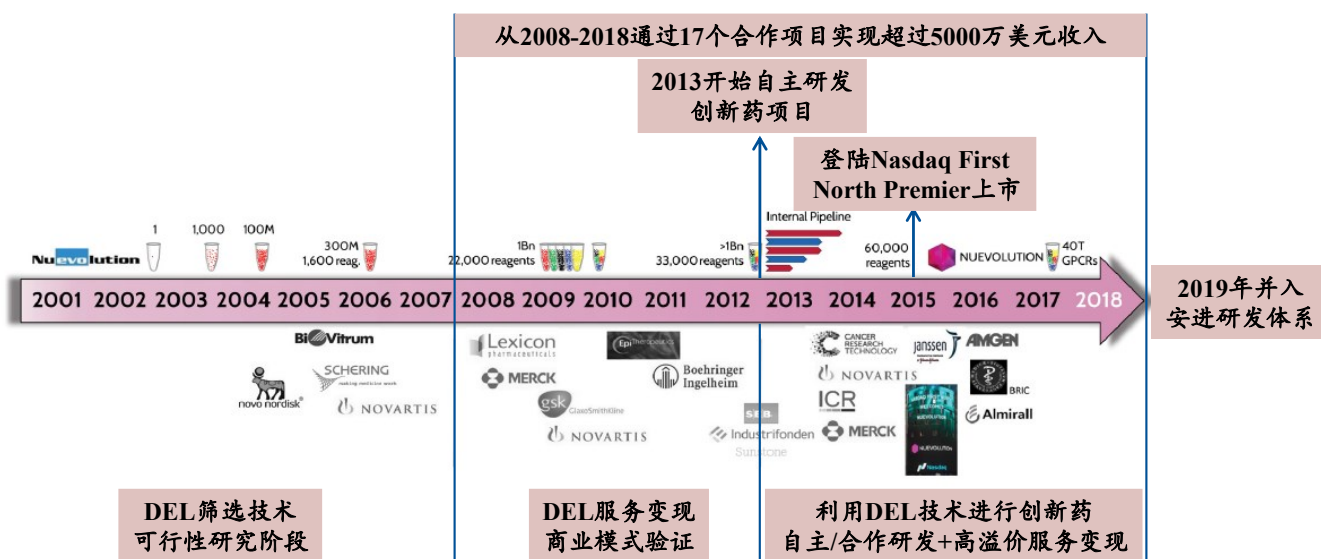 从2008-2018通过17个合作项目实现超过5000万美元收入
2013开始自主研发
创新药项目
登陆Nasdaq First
North Premier上市
Internal Pipeline
Nuevolution
1
1,000
100M
300M
1,600 reag.
1Bn
22,000 reagents
>1Bn
33,000 reagents
60,000
reagents
NUEVOLUTION
40T
GPCRs
2001 2002 2003 2004 2005 2006 2007 2008 2009 2010 2011 2012 2013 2014 2015 2016 2017 2018
2019年并入
安进研发体系
BioVitrum
SCHERING
making medicine work
novo nordisk®
NOVARTIS
Lexicon
pharmaceuticals
MERCK
gsk GlaxoSmithKline
NOVARTIS
EpiTherapeutics
Boehringer
Ingelheim
SEB
Industrifonden
Sunstone
CANCER
RESEARCH
TECHNOLOGY
NOVARTIS
ICR
MERCK
janssen
NUEVOLUTION
Nasdaq
AMGEN
BRIC
Almirall
DEL筛选技术
可行性研究阶段
DEL服务变现
商业模式验证
利用DEL技术进行创新药
自主/合作研发+高溢价服务变现